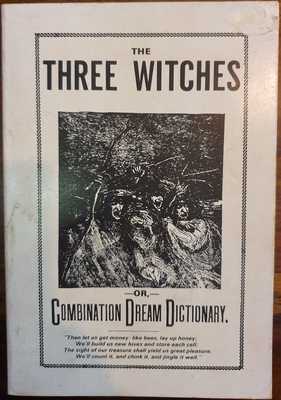 THE
THREE WITCHES
—OR,—
COMBINATION DREAM DICTIONARY.
"Then let us get money like bees, lay up honey:
We'll build us new hives and store each cell.
The sight of our treasure shall yield us great pleasure,
We'll count it, and chink it, and jingle it well."